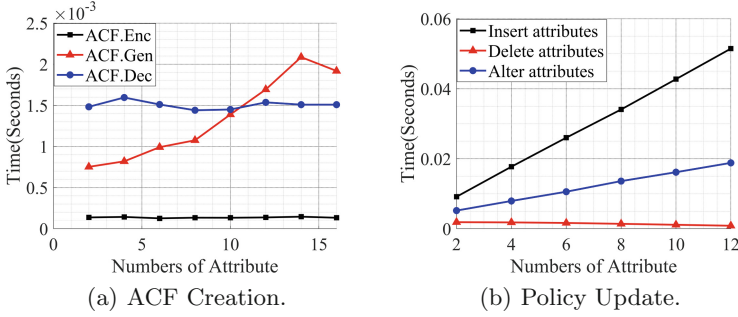 ×10⁻³
2.5
2
1.5
1
0.5
0
ACF.Enc
ACF.Gen
ACF.Dec
Time(Seconds)
0 5 10 15
Numbers of Attribute
(a) ACF Creation.
0.06
0.04
0.02
0
Insert attributes
Delete attributes
Alter attributes
Time(Seconds)
2 4 6 8 10 12
Numbers of Attribute
(b) Policy Update.